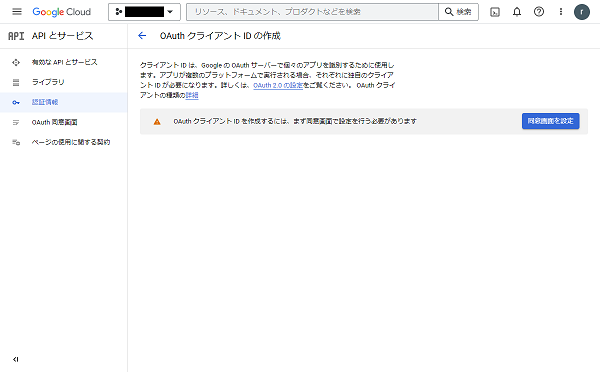 Google Cloud
リソース、ドキュメント、プロダクトなどを検索
検索
r
API APIとサービス
OAuth クライアント ID の作成
有効な API とサービス
ライブラリ
認証情報
OAuth 同意画面
ページの使用に関する契約
クライアント ID は、Google の OAuth サーバーで個々のアプリを識別するために使用し
ます。アプリが複数のプラットフォームで実行される場合、それぞれに独自のクライアン
ト ID が必要になります。詳しくは、OAuth 2.0 の設定をご覧ください。 OAuth クライ
アントの種類の詳細
OAuth クライアント ID を作成するには、まず同意画面で設定を行う必要があります
同意画面を設定